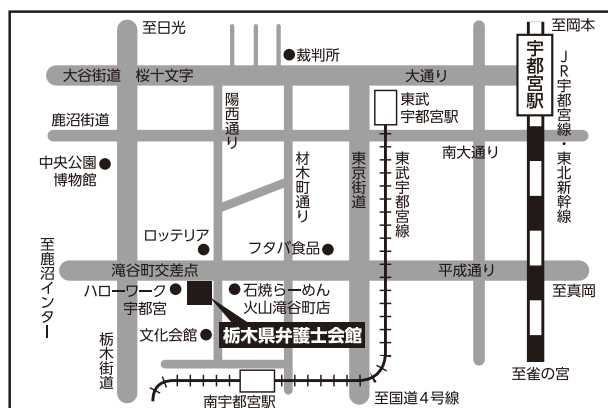 至日光
至岡本
裁判所
大谷街道 桜十文字
大通り
宇都宮駅
JR宇都宮線・東北新幹線
東武
宇都宮駅
陽西通り
鹿沼街道
南大通り
中央公園
博物館
材木町通り
東京街道
東武宇都宮線
ロッテリア
フタバ食品
至鹿沼インター
滝谷町交差点
平成通り
ハローワーク
宇都宮
石焼らーめん
火山滝谷町店
至真岡
文化会館
栃木県弁護士会館
栃木街道
至雀の宮
南宇都宮駅
至国道4号線